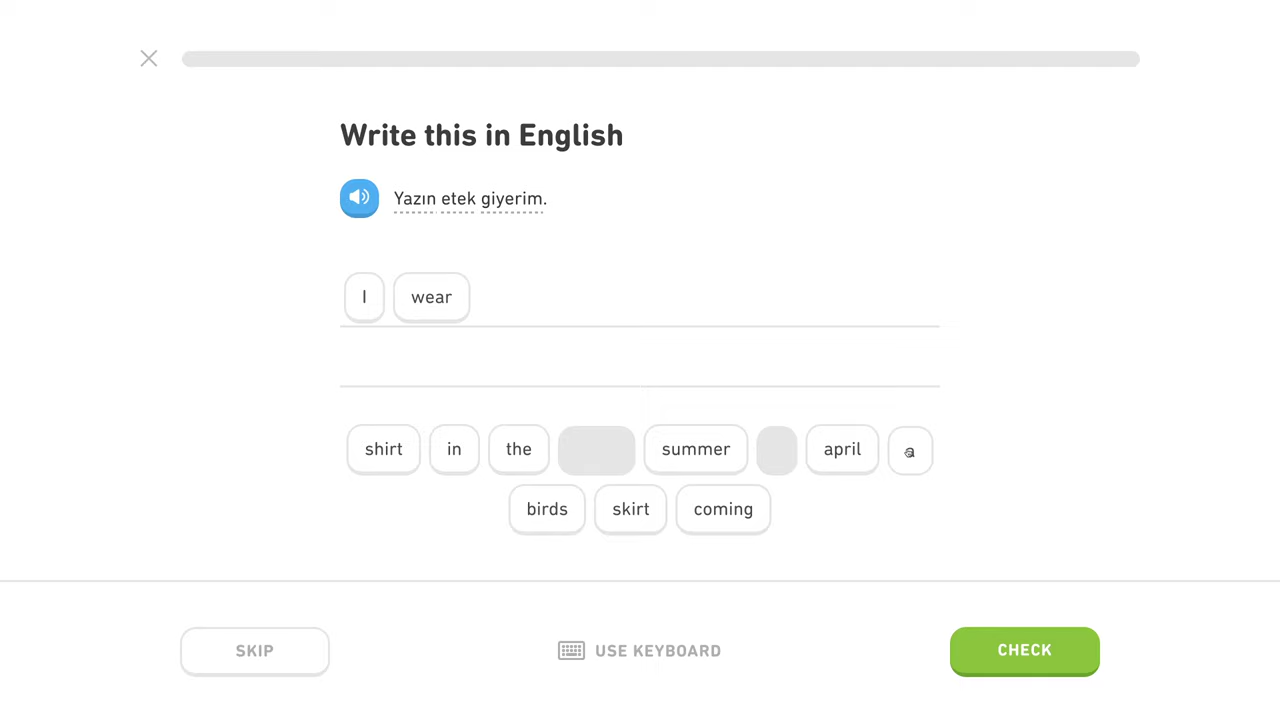 Write this in English
Yazın etek giyerim.
I wear
shirt in the summer april a
birds skirt coming
SKIP USE KEYBOARD CHECK